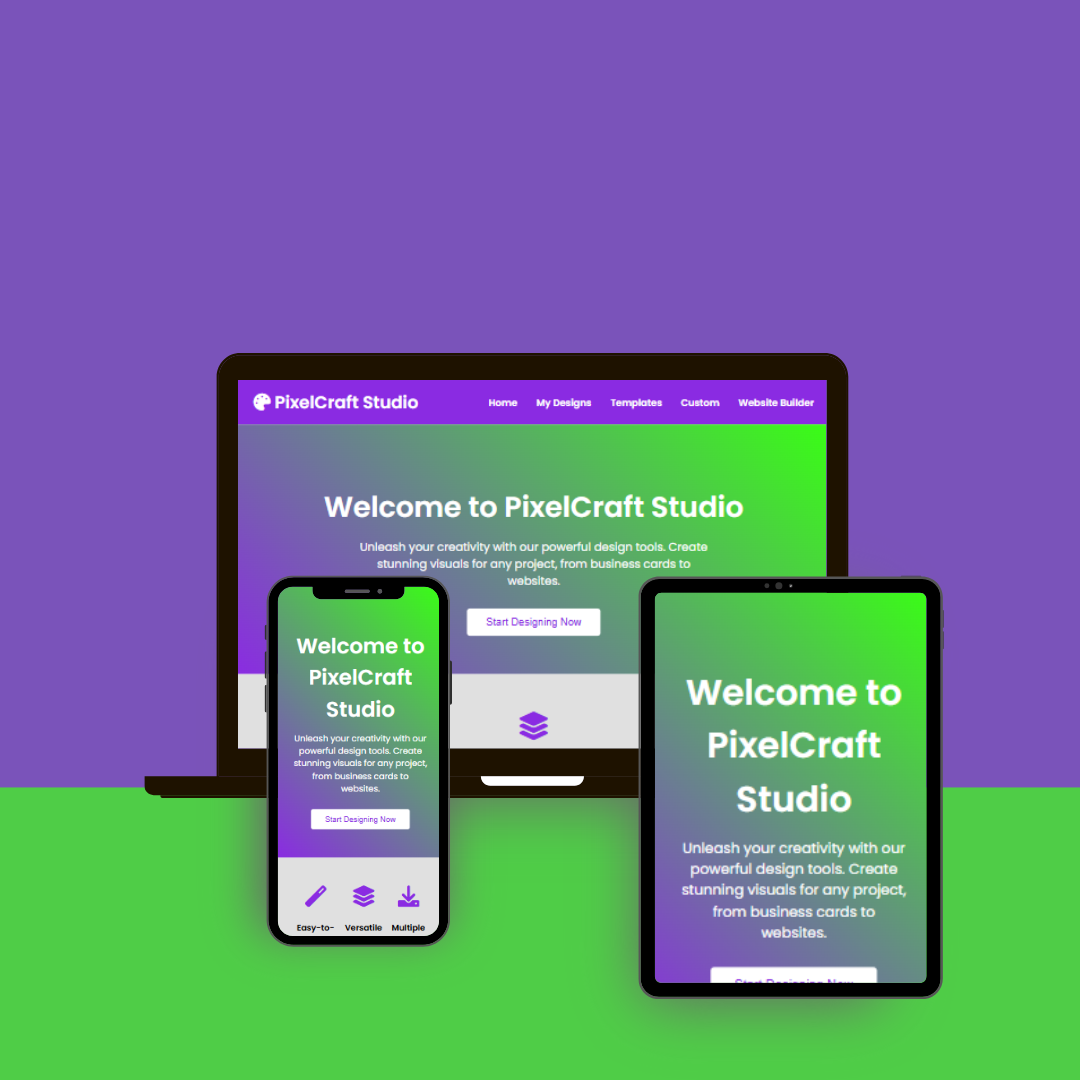 PixelCraft Studio
Home My Designs Templates Custom Website Builder
Welcome to PixelCraft Studio
Unleash your creativity with our powerful design tools. Create
stunning visuals for any project, from business cards to
websites.
Start Designing Now
Welcome to
PixelCraft
Studio
Unleash your creativity with our
powerful design tools. Create
stunning visuals for any project,
from business cards to
websites.
Start Designing Now
Easy-to- Versatile Multiple
Welcome to
PixelCraft
Studio
Unleash your creativity with our
powerful design tools. Create
stunning visuals for any project,
from business cards to
websites.
Start Designing Now